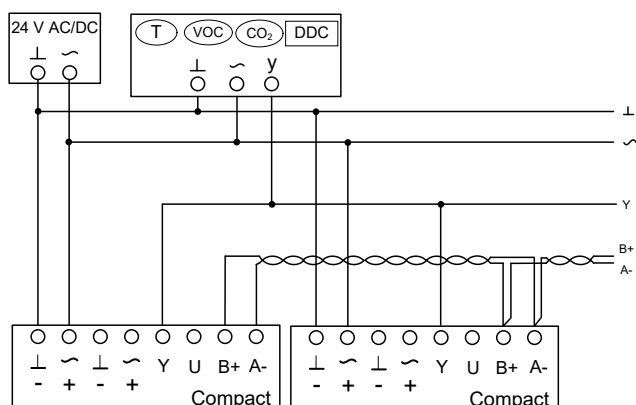 24 V AC/DC
⊥ ~
T VOC CO₂ DDC
⊥ ~ y
⊥
~
Y
B+
A-
⊥ ~ ⊥ ~ Y U B+ A-
- + - +
Compact
⊥ ~ ⊥ ~ Y U B+ A-
- + - +
Compact